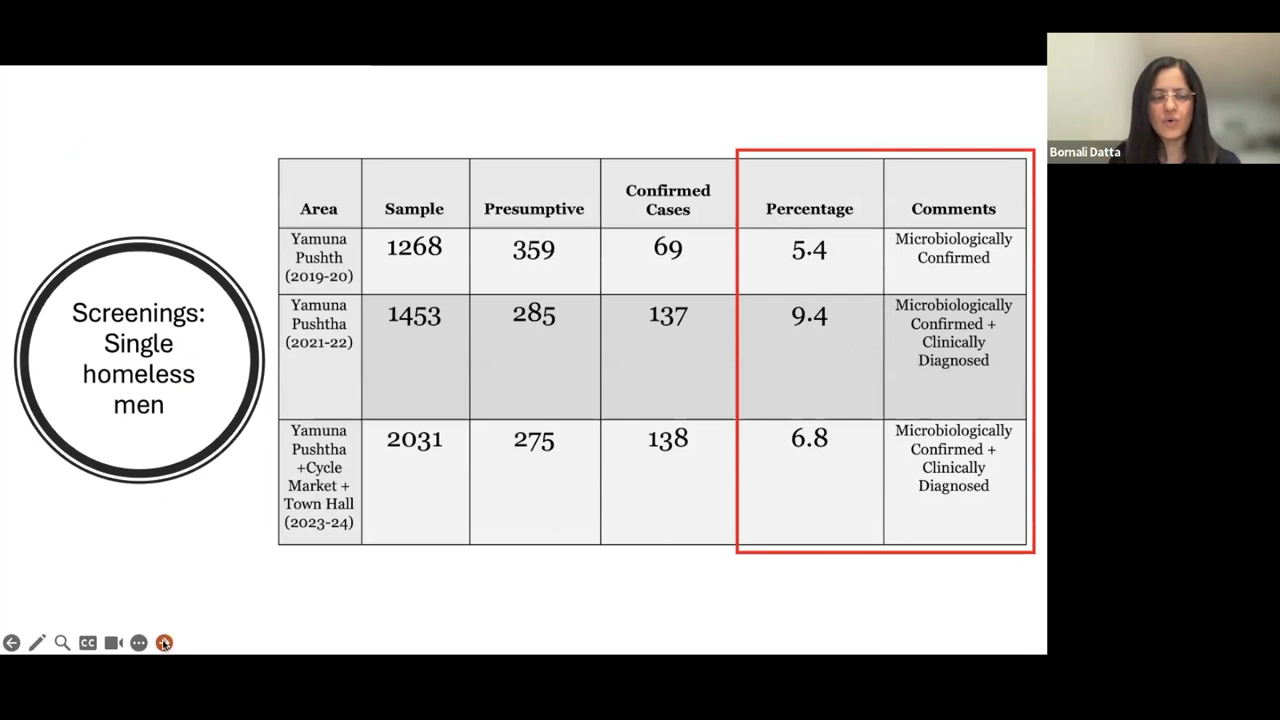 Bornali Datta
Screenings:
Single
homeless
men
Area
Sample
Presumptive
Confirmed
Cases
Percentage
Comments
Yamuna
Pushth
(2019-20)
1268
359
69
5.4
Microbiologically
Confirmed
Yamuna
Pushtha
(2021-22)
1453
285
137
9.4
Microbiologically
Confirmed +
Clinically
Diagnosed
Yamuna
Pushtha
+Cycle
Market +
Town Hall
(2023-24)
2031
275
138
6.8
Microbiologically
Confirmed +
Clinically
Diagnosed
CC